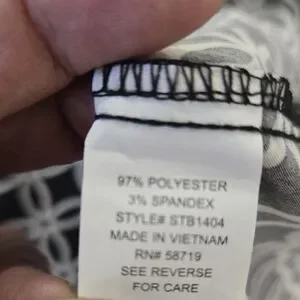 97% POLYESTER
3% SPANDEX
STYLE# STB1404
MADE IN VIETNAM
RN# 58719
SEE REVERSE
FOR CARE